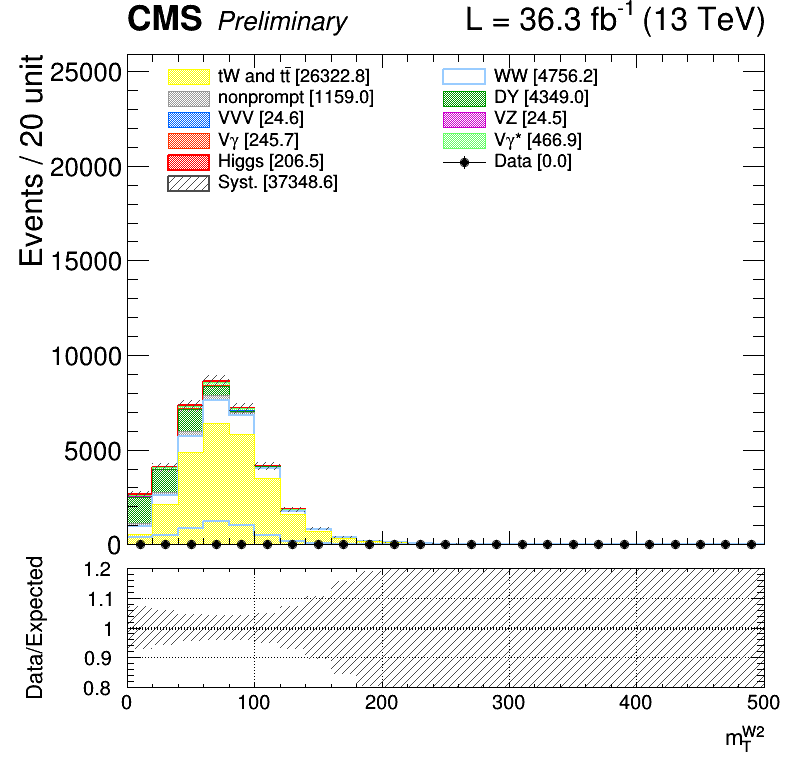 CMS Preliminary L = 36.3 fb⁻¹ (13 TeV)
Events / 20 unit
25000
20000
15000
10000
5000
0
tW and tt̄ [26322.8]
WW [4756.2]
nonprompt [1159.0]
DY [4349.0]
VVV [24.6]
VZ [24.5]
Vγ [245.7]
Vγ* [466.9]
Higgs [206.5]
Data [0.0]
Syst. [37348.6]
Data/Expected
1.2
1.1
1
0.9
0.8
0 100 200 300 400 500
m_T^W2